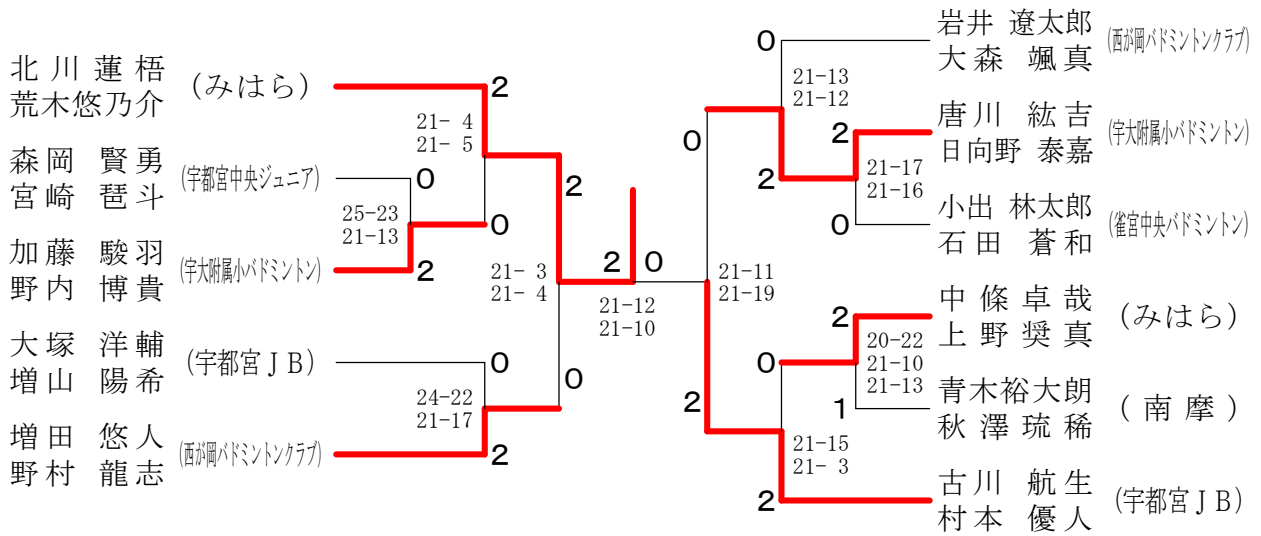 北川蓮梧
荒木悠乃介
(みはら)
2
21- 4
21- 5
森岡 賢勇
宮崎 琶斗
(宇都宮中央ジュニア)
0
25-23
21-13
0
加藤 駿羽
野内 博貴
(宇大附属小バドミントン)
2
2
21- 3
21- 4
大塚 洋輔
増山 陽希
(宇都宮JB)
0
24-22
21-17
0
増田 悠人
野村 龍志
(西が岡バドミントンクラブ)
2
2 0
21-12
21-10
岩井 遼太郎
大森 颯真
(西が岡バドミントンクラブ)
0
21-13
21-12
0
唐川 紘吉
日向野 泰嘉
(宇大附属小バドミントン)
2
21-17
21-16
2
小出 林太郎
石田 蒼和
(雀宮中央バドミントン)
0
21-11
21-19
中條卓哉
上野奨真
(みはら)
2
20-22
21-10
21-13
0
青木裕大朗
秋澤琉稀
(南摩)
1
2
21-15
21- 3
古川 航生
村本 優人
(宇都宮JB)
2